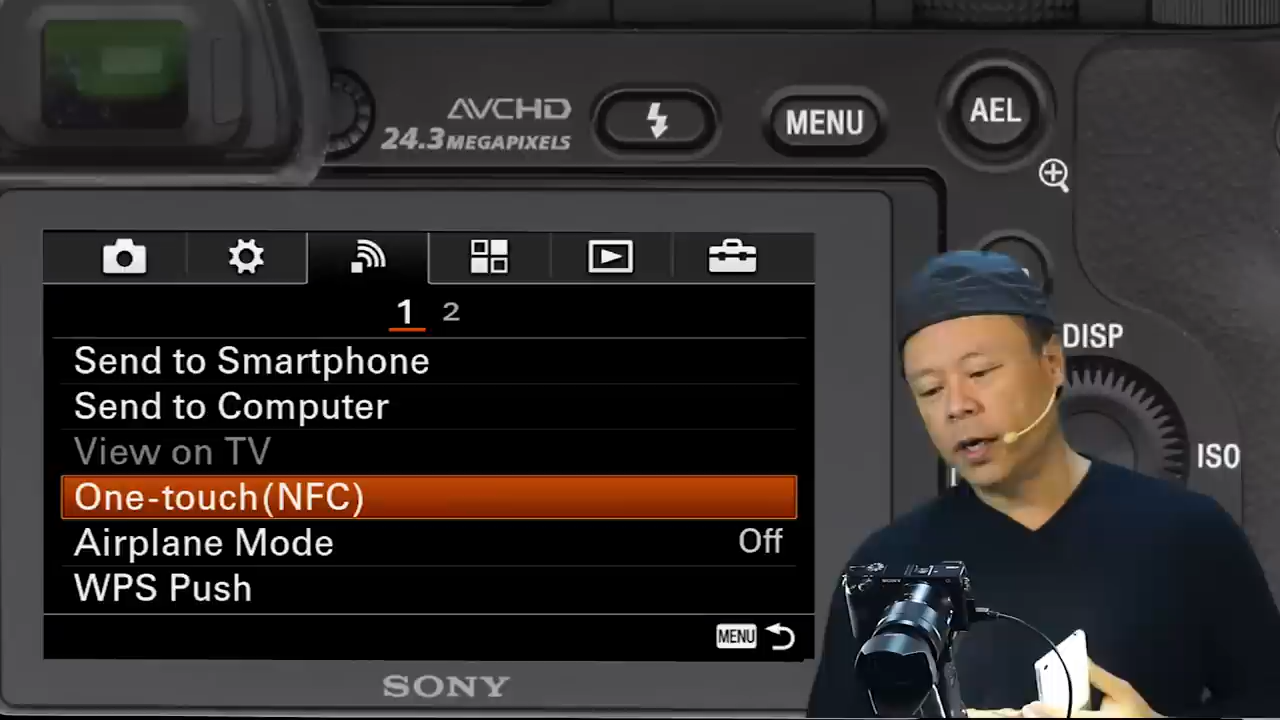 AVCHD
24.3 MEGAPIXELS
MENU
AEL
DISP
1 2
Send to Smartphone
Send to Computer
View on TV
ISO
One-touch(NFC)
Airplane Mode Off
WPS Push
MENU
SONY